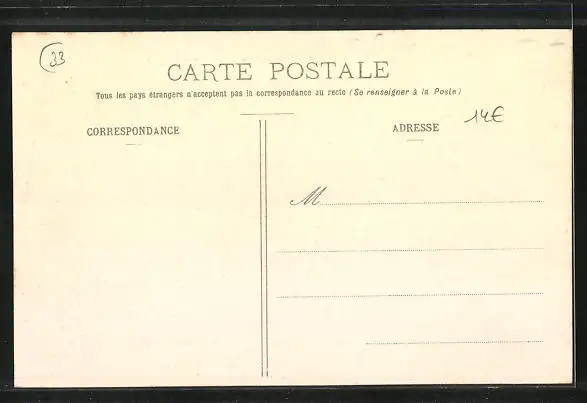 33
CARTE POSTALE
Tous les pays étrangers n'acceptent pas la correspondance au recto (Se renseigner à la Poste)
CORRESPONDANCE
ADRESSE
14€
M